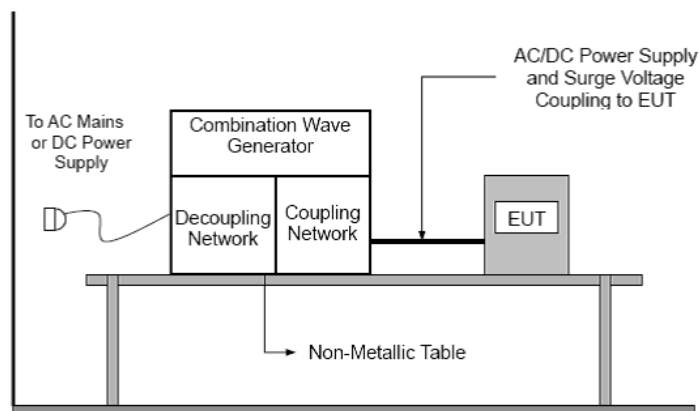 AC/DC Power Supply
and Surge Voltage
Coupling to EUT
To AC Mains
or DC Power
Supply
Combination Wave
Generator
Decoupling
Network
Coupling
Network
EUT
Non-Metallic Table